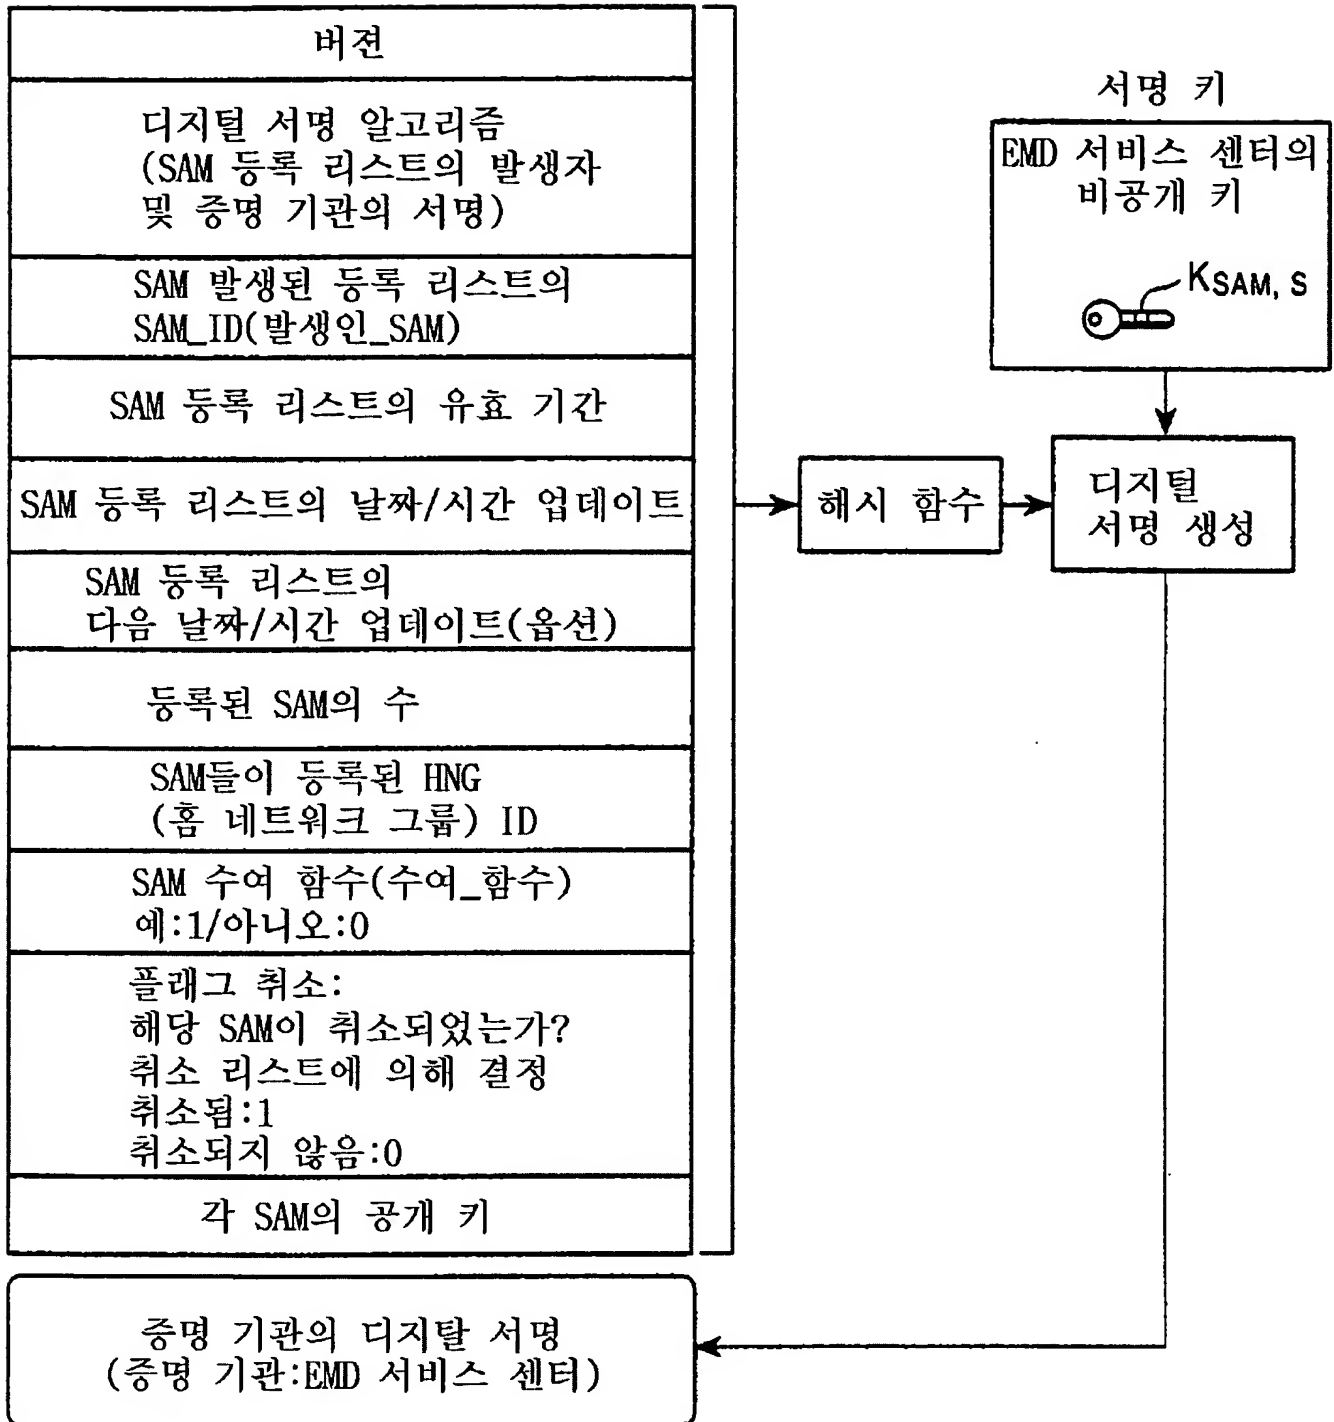 버젼
디지털 서명 알고리즘
(SAM 등록 리스트의 발생자
및 증명 기관의 서명)
SAM 발생된 등록 리스트의
SAM_ID(발생인_SAM)
SAM 등록 리스트의 유효 기간
SAM 등록 리스트의 날짜/시간 업데이트
SAM 등록 리스트의
다음 날짜/시간 업데이트(옵션)
등록된 SAM의 수
SAM들이 등록된 HNG
(홈 네트워크 그룹) ID
SAM 수여 함수(수여_함수)
예:1/아니오:0
플래그 취소:
해당 SAM이 취소되었는가?
취소 리스트에 의해 결정
취소됨:1
취소되지 않음:0
각 SAM의 공개 키
증명 기관의 디지탈 서명
(증명 기관:EMD 서비스 센터)
해시 함수
서명 키
EMD 서비스 센터의
비공개 키
KSAM, S
디지털
서명 생성